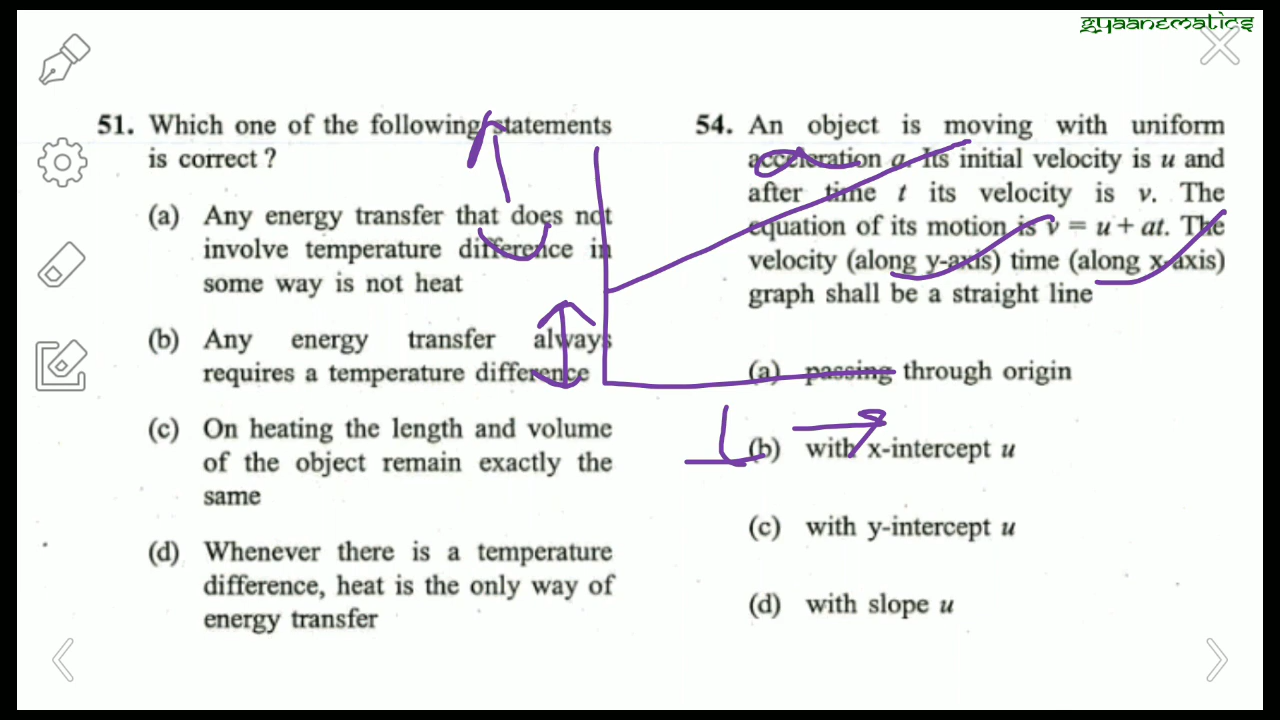 gyaanematics
51. Which one of the following statements
is correct ?
(a) Any energy transfer that does not
involve temperature difference in
some way is not heat
(b) Any energy transfer always
requires a temperature difference
(c) On heating the length and volume
of the object remain exactly the
same
(d) Whenever there is a temperature
difference, heat is the only way of
energy transfer
54. An object is moving with uniform
acceleration a. Its initial velocity is u and
after time t its velocity is v. The
equation of its motion is v = u + at. The
velocity (along y-axis) time (along x-axis)
graph shall be a straight line
(a) passing through origin
(b) with x-intercept u
(c) with y-intercept u
(d) with slope u